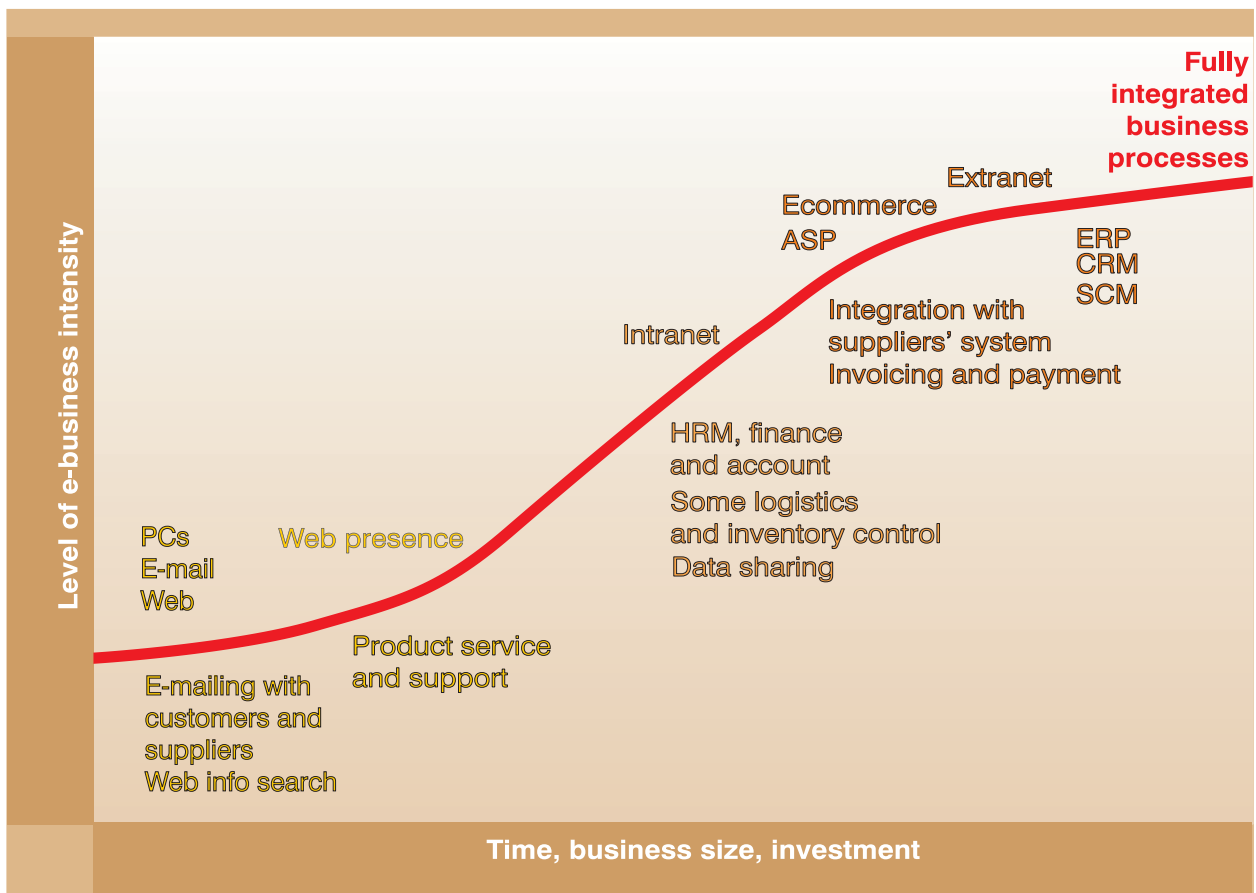 Fully
integrated
business
processes
Extranet
Ecommerce
ASP
ERP
CRM
SCM
Integration with
suppliers’ system
Invoicing and payment
Intranet
HRM, finance
and account
Some logistics
and inventory control
Data sharing
PCs
E-mail
Web
Web presence
Product service
and support
E-mailing with
customers and
suppliers
Web info search
Level of e-business intensity
Time, business size, investment